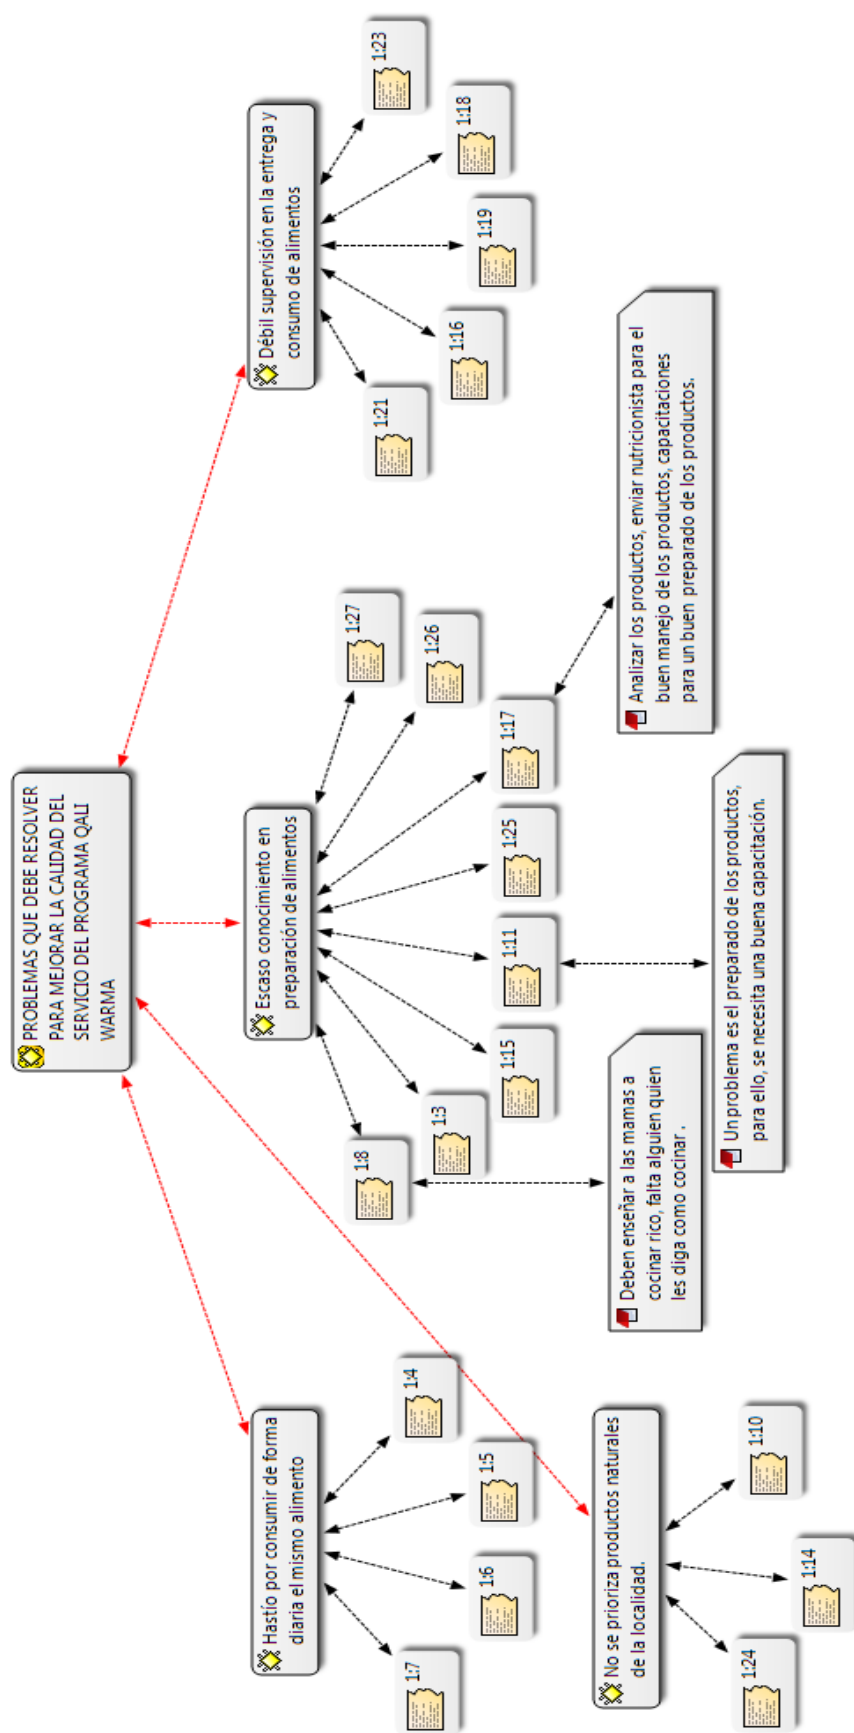 PROBLEMAS QUE DEBE RESOLVER
PARA MEJORAR LA CALIDAD DEL
SERVICIO DEL PROGRAMA QALI
WARMA
Hastío por consumir de forma
diaria el mismo alimento
1:7
1:6
1:5
1:4
No se prioriza productos naturales
de la localidad.
1:24
1:14
1:10
Escaso conocimiento en
preparación de alimentos
1:8
1:3
1:15
1:11
1:25
1:17
1:26
1:27
Deben enseñar a las mamas a
cocinar rico, falta alguien quien
les diga como cocinar .
Un problema es el preparado de los productos,
para ello, se necesita una buena capacitación.
Analizar los productos, enviar nutricionista para el
buen manejo de los productos, capacitaciones
para un buen preparado de los productos.
Débil supervisión en la entrega y
consumo de alimentos
1:21
1:16
1:19
1:18
1:23